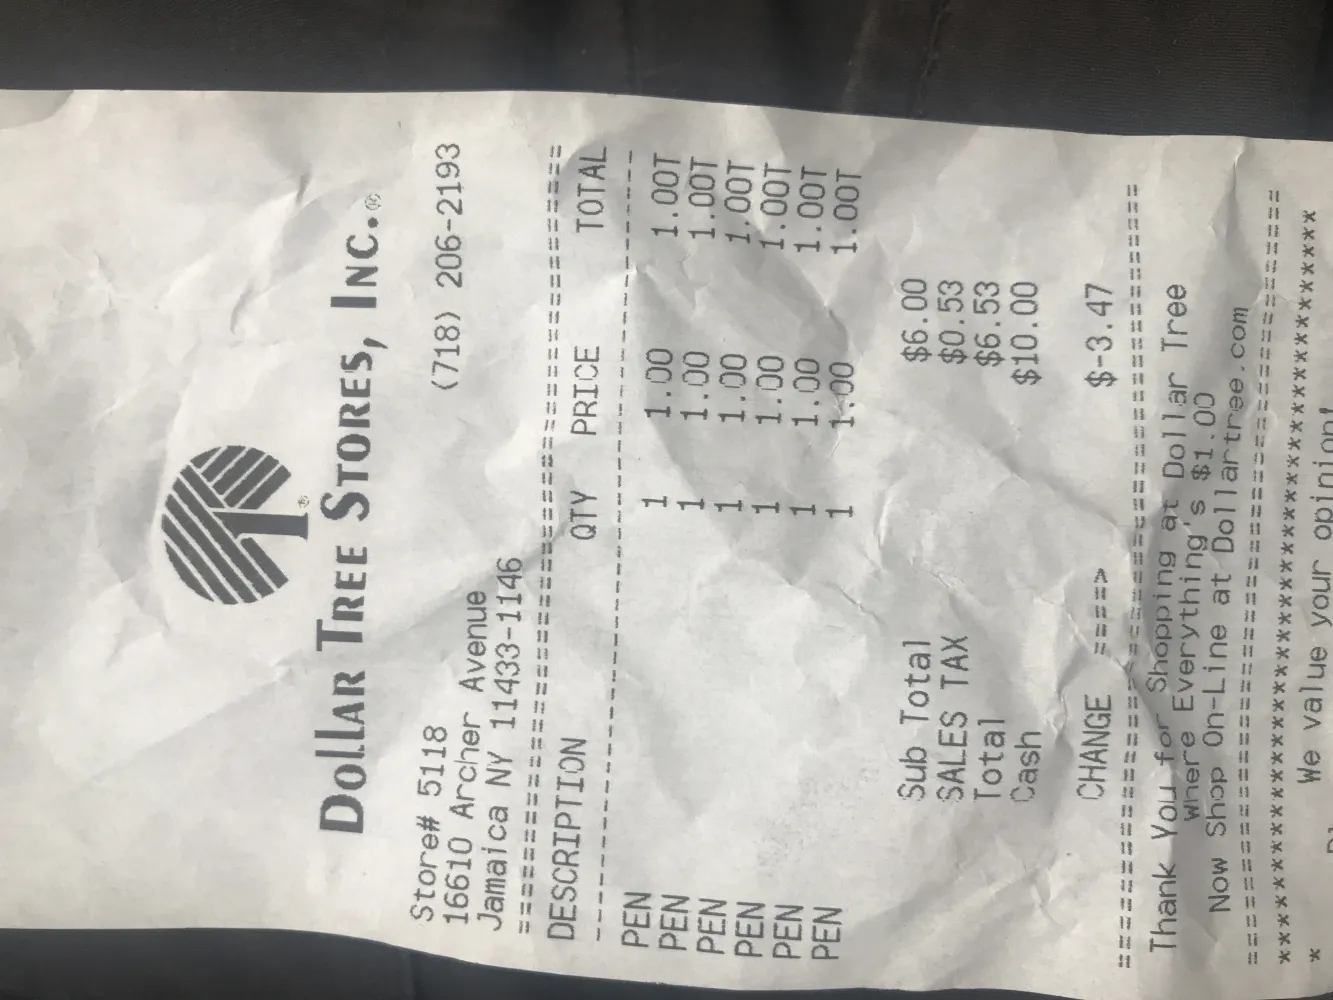 DOLLAR TREE STORES, INC.®
Store# 5118 (718) 206-2193
16610 Archer Avenue
Jamaica NY 11433-1146
================================================
DESCRIPTION QTY PRICE TOTAL
------------------------------------------------
PEN 1 1.00 1.00T
PEN 1 1.00 1.00T
PEN 1 1.00 1.00T
PEN 1 1.00 1.00T
PEN 1 1.00 1.00T
PEN 1 1.00 1.00T
Sub Total $6.00
SALES TAX $0.53
Total $6.53
Cash $10.00
CHANGE ====> $-3.47
================================================
Thank You for Shopping at Dollar Tree
Where Everything's $1.00
Now Shop On-Line at Dollartree.com
================================================
************************************************
* We value your opinion!